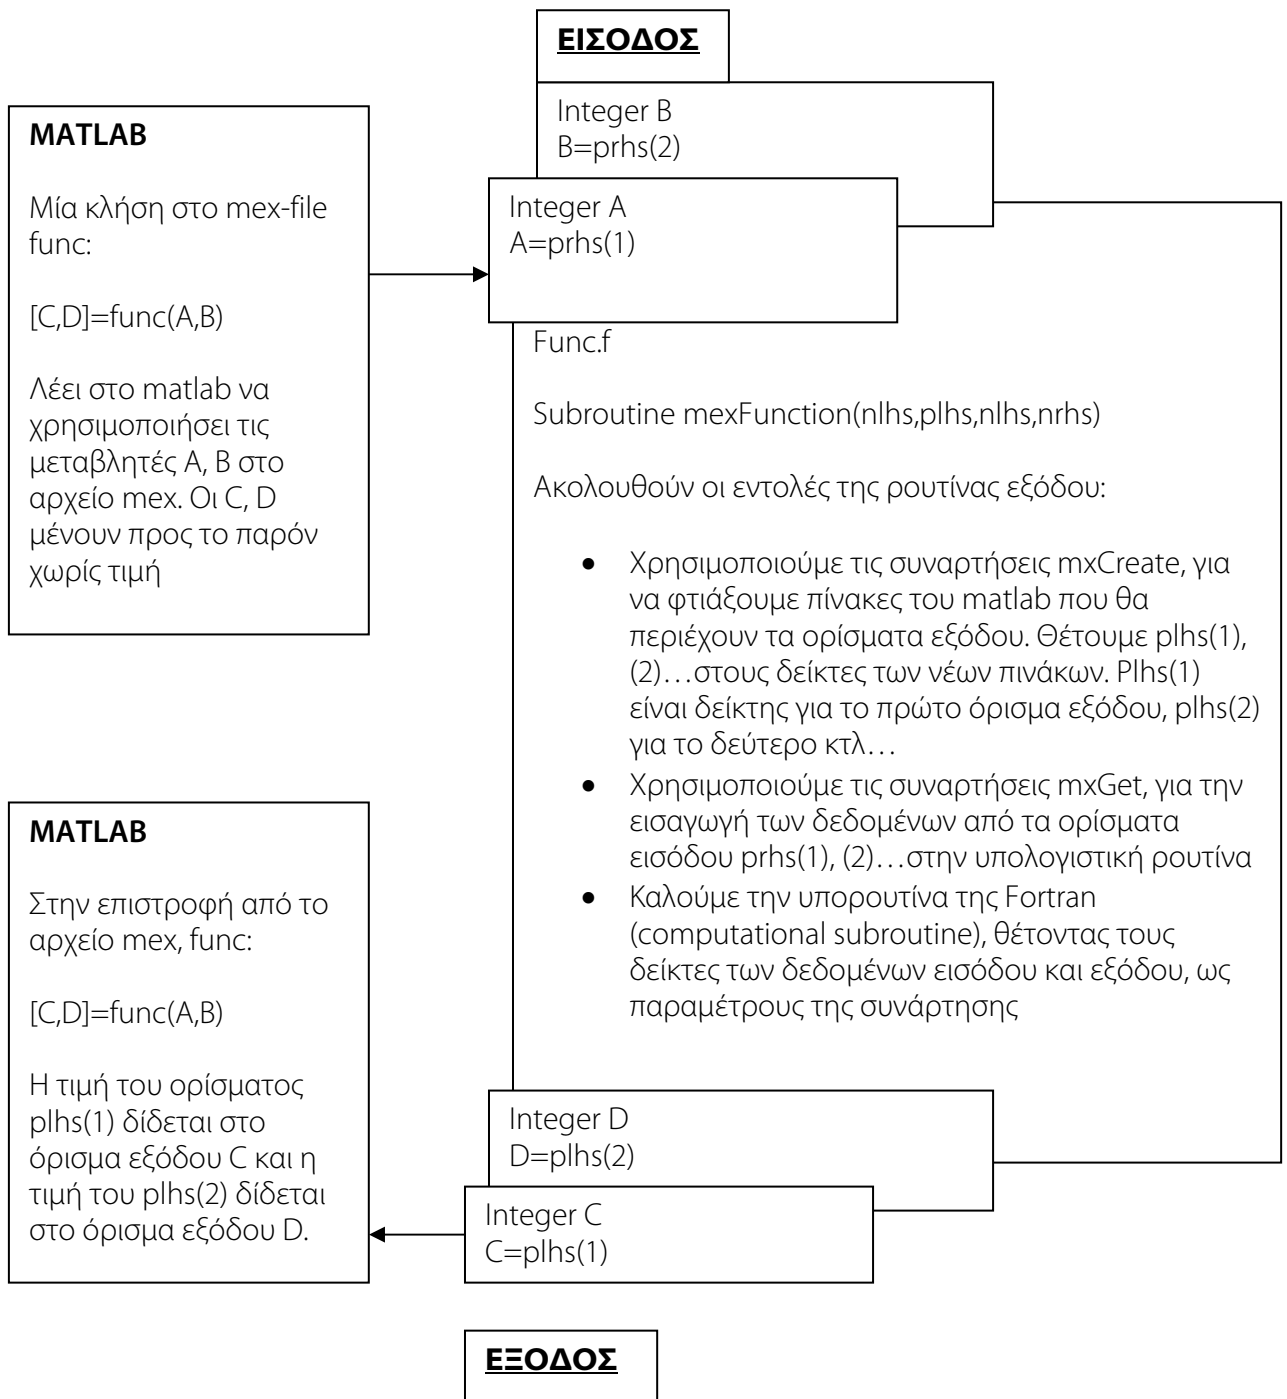 ΕΙΣΟΔΟΣ
Integer B
B=prhs(2)
Integer A
A=prhs(1)
MATLAB
Μία κλήση στο mex-file
func:
[C,D]=func(A,B)
Λέει στο matlab να
χρησιμοποιήσει τις
μεταβλητές A, B στο
αρχείο mex. Οι C, D
μένουν προς το παρόν
χωρίς τιμή
Func.f
Subroutine mexFunction(nlhs,plhs,nlhs,nrhs)
Ακολουθούν οι εντολές της ρουτίνας εξόδου:
• Χρησιμοποιούμε τις συναρτήσεις mxCreate, για
να φτιάξουμε πίνακες του matlab που θα
περιέχουν τα ορίσματα εξόδου. Θέτουμε plhs(1),
(2)…στους δείκτες των νέων πινάκων. Plhs(1)
είναι δείκτης για το πρώτο όρισμα εξόδου, plhs(2)
για το δεύτερο κτλ…
• Χρησιμοποιούμε τις συναρτήσεις mxGet, για την
εισαγωγή των δεδομένων από τα ορίσματα
εισόδου prhs(1), (2)…στην υπολογιστική ρουτίνα
• Καλούμε την υπορουτίνα της Fortran
(computational subroutine), θέτοντας τους
δείκτες των δεδομένων εισόδου και εξόδου, ως
παραμέτρους της συνάρτησης
MATLAB
Στην επιστροφή από το
αρχείο mex, func:
[C,D]=func(A,B)
Η τιμή του ορίσματος
plhs(1) δίδεται στο
όρισμα εξόδου C και η
τιμή του plhs(2) δίδεται
στο όρισμα εξόδου D.
Integer D
D=plhs(2)
Integer C
C=plhs(1)
ΕΞΟΔΟΣ